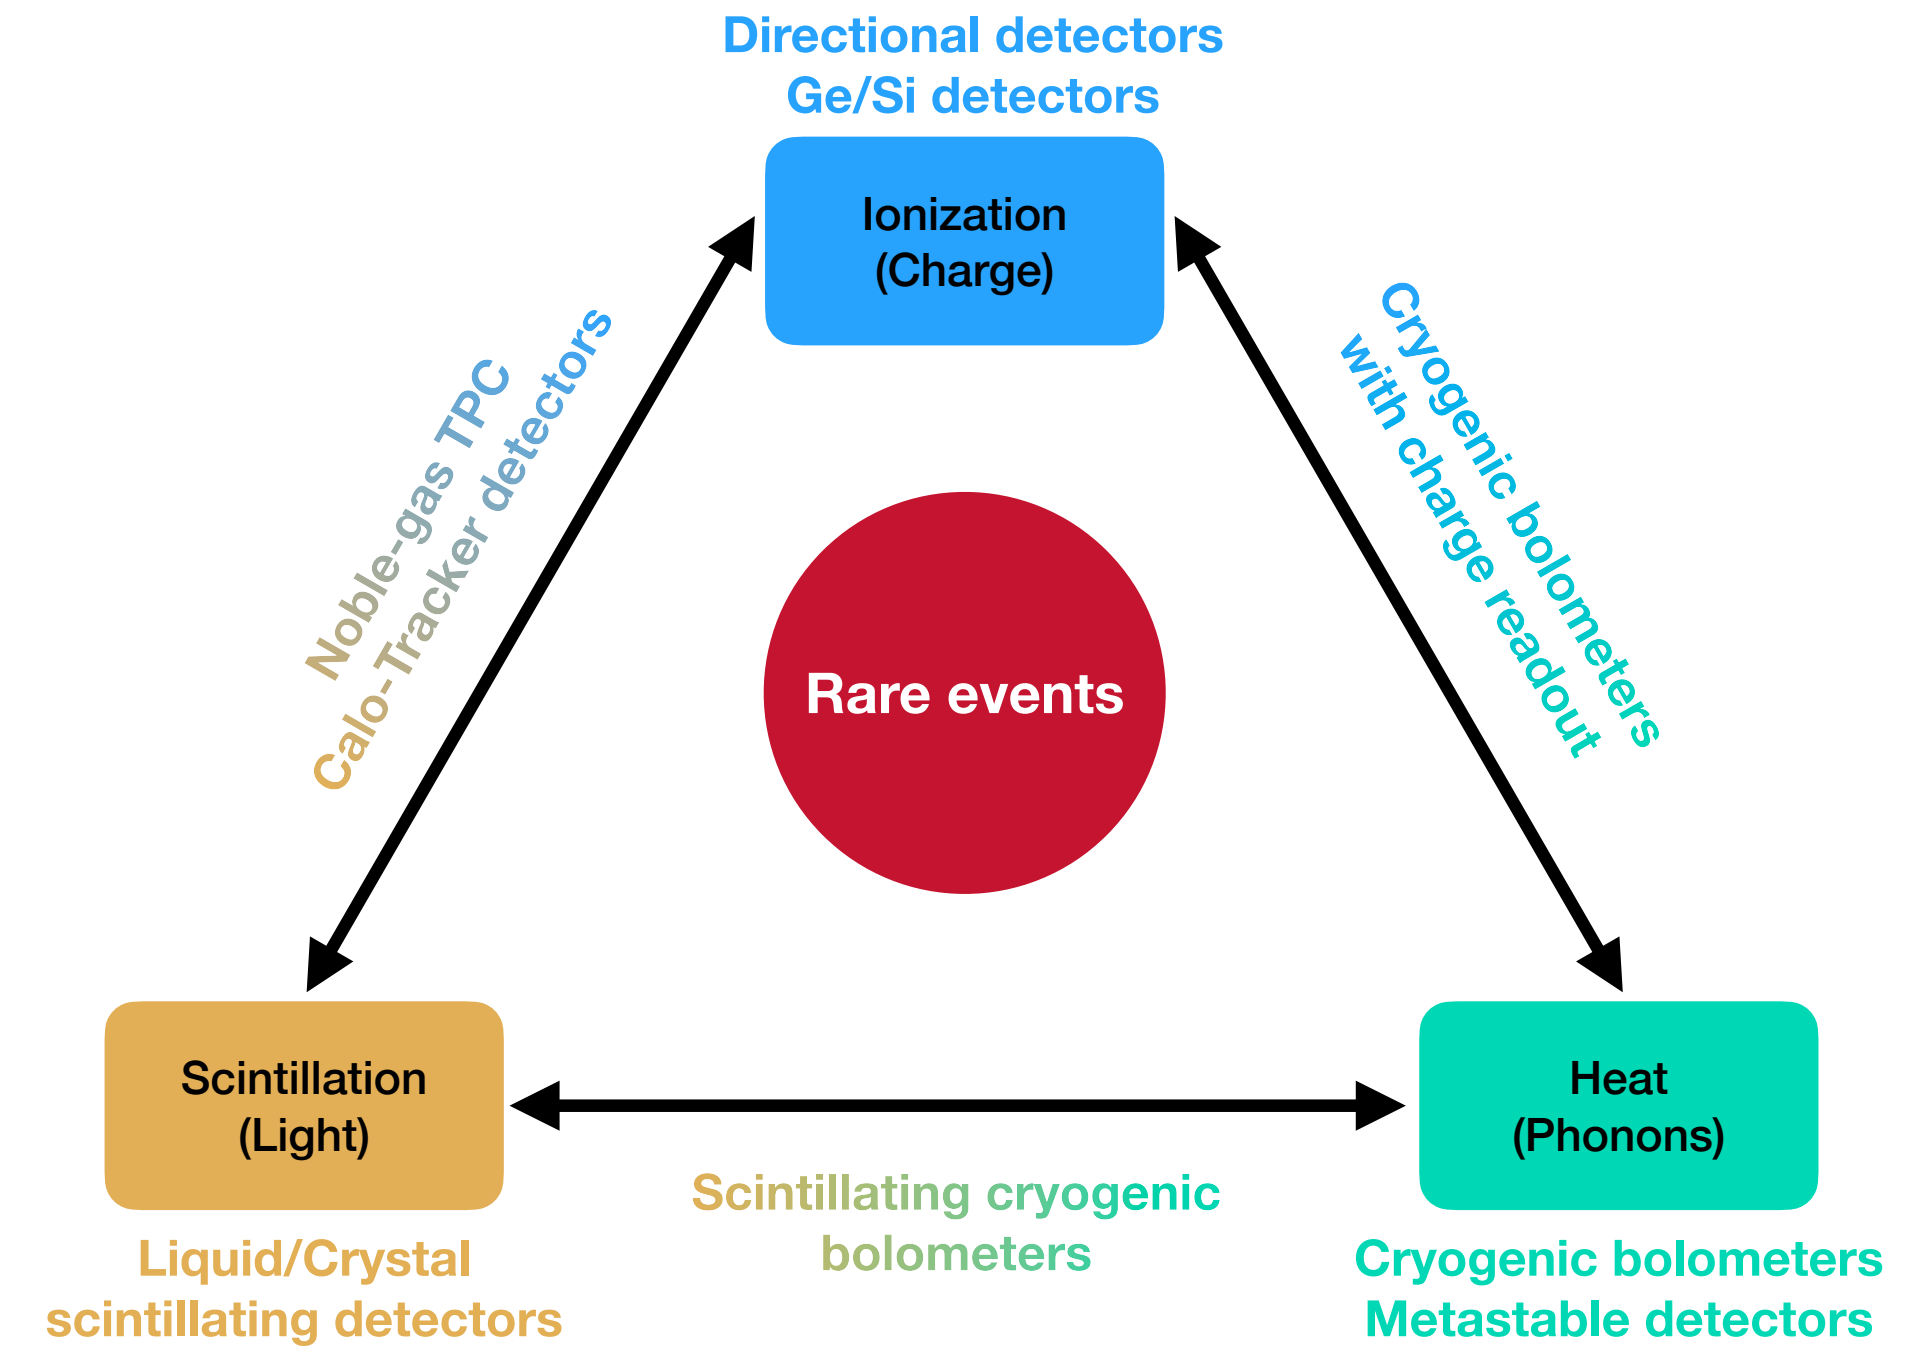 Directional detectors
Ge/Si detectors
Ionization
(Charge)
Noble-gas TPC
Calo-Tracker detectors
Cryogenic bolometers
with charge readout
Rare events
Scintillation
(Light)
Heat
(Phonons)
Scintillating cryogenic
bolometers
Liquid/Crystal
scintillating detectors
Cryogenic bolometers
Metastable detectors